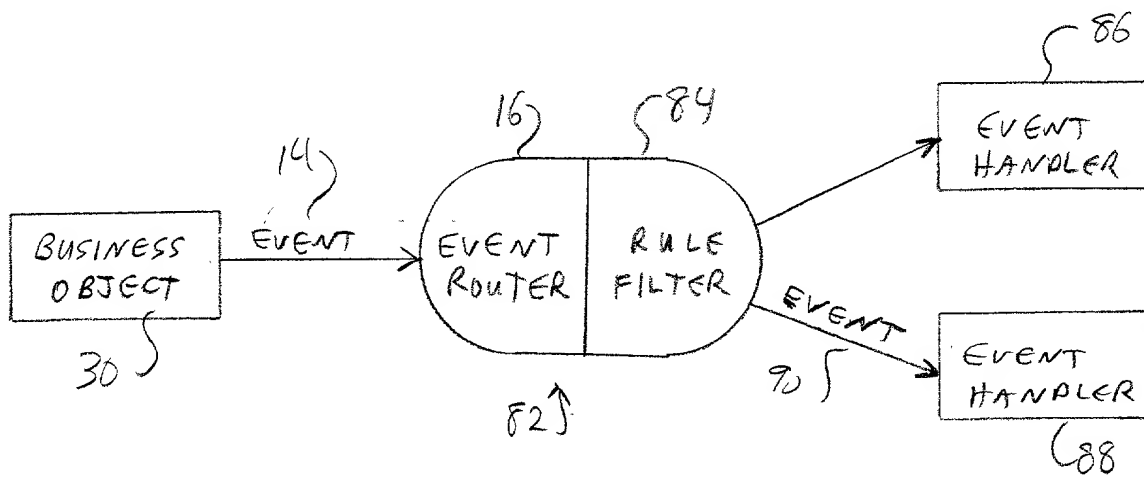 86
16
84
14
EVENT
HANDLER
BUSINESS
OBJECT
EVENT
EVENT
ROUTER
RULE
FILTER
EVENT
30
82
90
EVENT
HANDLER
88